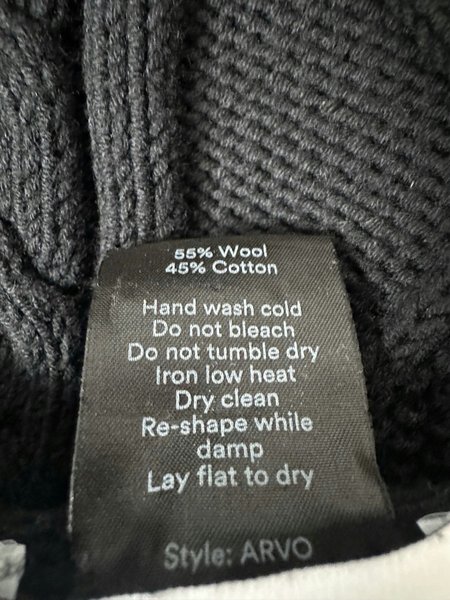 55% Wool
45% Cotton
Hand wash cold
Do not bleach
Do not tumble dry
Iron low heat
Dry clean
Re-shape while
damp
Lay flat to dry
Style: ARVO